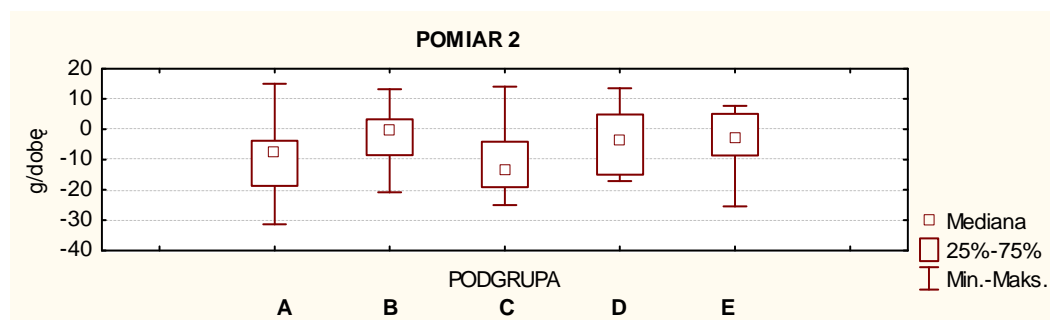 POMIAR 2
20
10
0
-10
-20
-30
-40
g/dobę
PODGRUPA
A B C D E
Mediana
25%-75%
Min.-Maks.